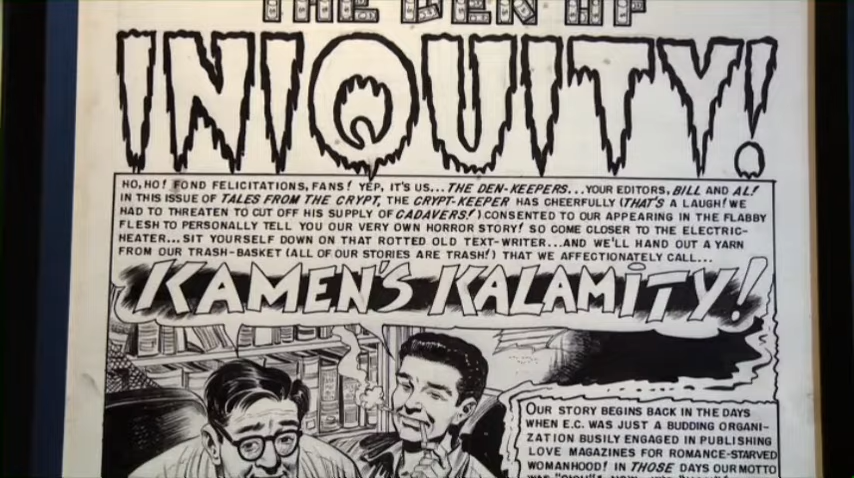 THE DEN OF
INIQUITY!
HO, HO! FOND FELICITATIONS, FANS! YEP, IT'S US... THE DEN-KEEPERS... YOUR EDITORS, BILL AND AL!
IN THIS ISSUE OF TALES FROM THE CRYPT, THE CRYPT-KEEPER HAS CHEERFULLY (THAT'S A LAUGH! WE
HAD TO THREATEN TO CUT OFF HIS SUPPLY OF CADAVERS!) CONSENTED TO OUR APPEARING IN THE FLABBY
FLESH TO PERSONALLY TELL YOU OUR VERY OWN HORROR STORY! SO COME CLOSER TO THE ELECTRIC-
HEATER... SIT YOURSELF DOWN ON THAT ROTTED OLD TEXT-WRITER... AND WE'LL HAND OUT A YARN
FROM OUR TRASH-BASKET (ALL OF OUR STORIES ARE TRASH!) THAT WE AFFECTIONATELY CALL...
KAMEN'S KALAMITY!
OUR STORY BEGINS BACK IN THE DAYS
WHEN E.C. WAS JUST A BUDDING ORGANI-
ZATION BUSILY ENGAGED IN PUBLISHING
LOVE MAGAZINES FOR ROMANCE-STARVED
WOMANHOOD! IN THOSE DAYS OUR MOTTO